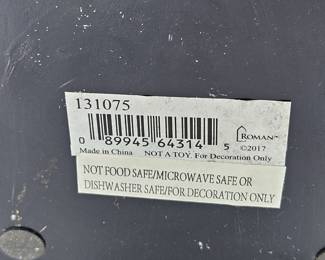 131075
ROMAN™
0 89945 64314 5 ©2017
Made in China NOT A TOY. For Decoration Only
NOT FOOD SAFE/MICROWAVE SAFE OR
DISHWASHER SAFE/FOR DECORATION ONLY